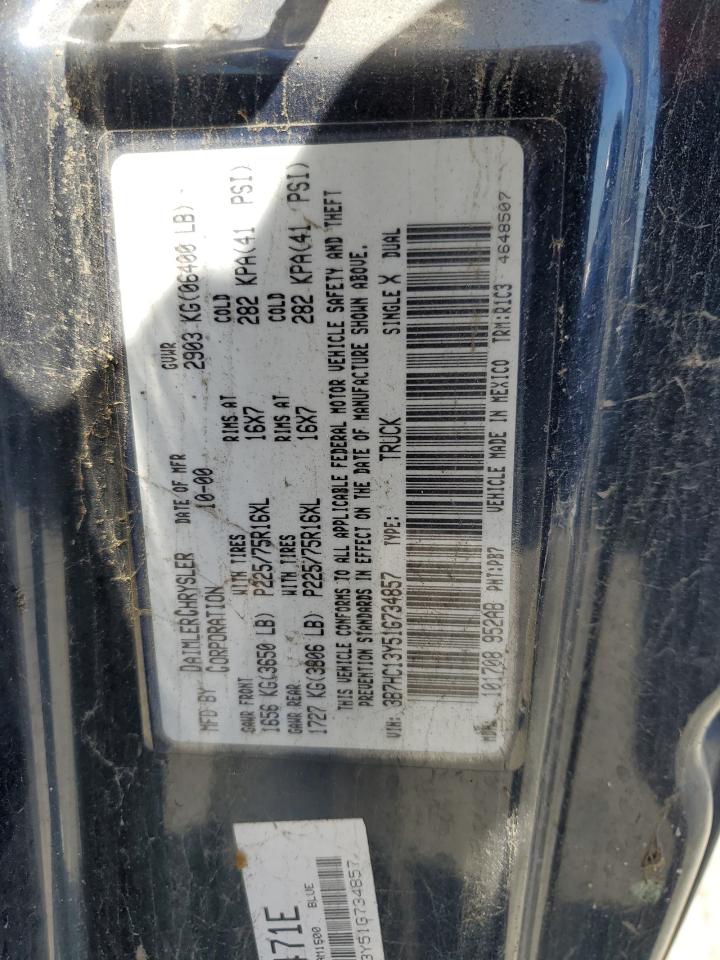 MFD BY DAIMLERCHRYSLER CORPORATION DATE OF MFR 10-00 GVWR 2903 KG(06400 LB)
GAWR FRONT WITH TIRES RIMS AT COLD
1656 KG(3650 LB) P225/75R16XL 16X7 282 KPA(41 PSI)
GAWR REAR WITH TIRES RIMS AT COLD
1727 KG(3806 LB) P225/75R16XL 16X7 282 KPA(41 PSI)
THIS VEHICLE CONFORMS TO ALL APPLICABLE FEDERAL MOTOR VEHICLE SAFETY AND THEFT
PREVENTION STANDARDS IN EFFECT ON THE DATE OF MANUFACTURE SHOWN ABOVE.
VIN: 3B7HC13Y51G734857 TYPE: TRUCK SINGLE X DUAL
MDH: 101708 852AB PNT:PB7 VEHICLE MADE IN MEXICO TRM:R1C3 4648507
471E
AM1500 BLUE
3Y51G734857